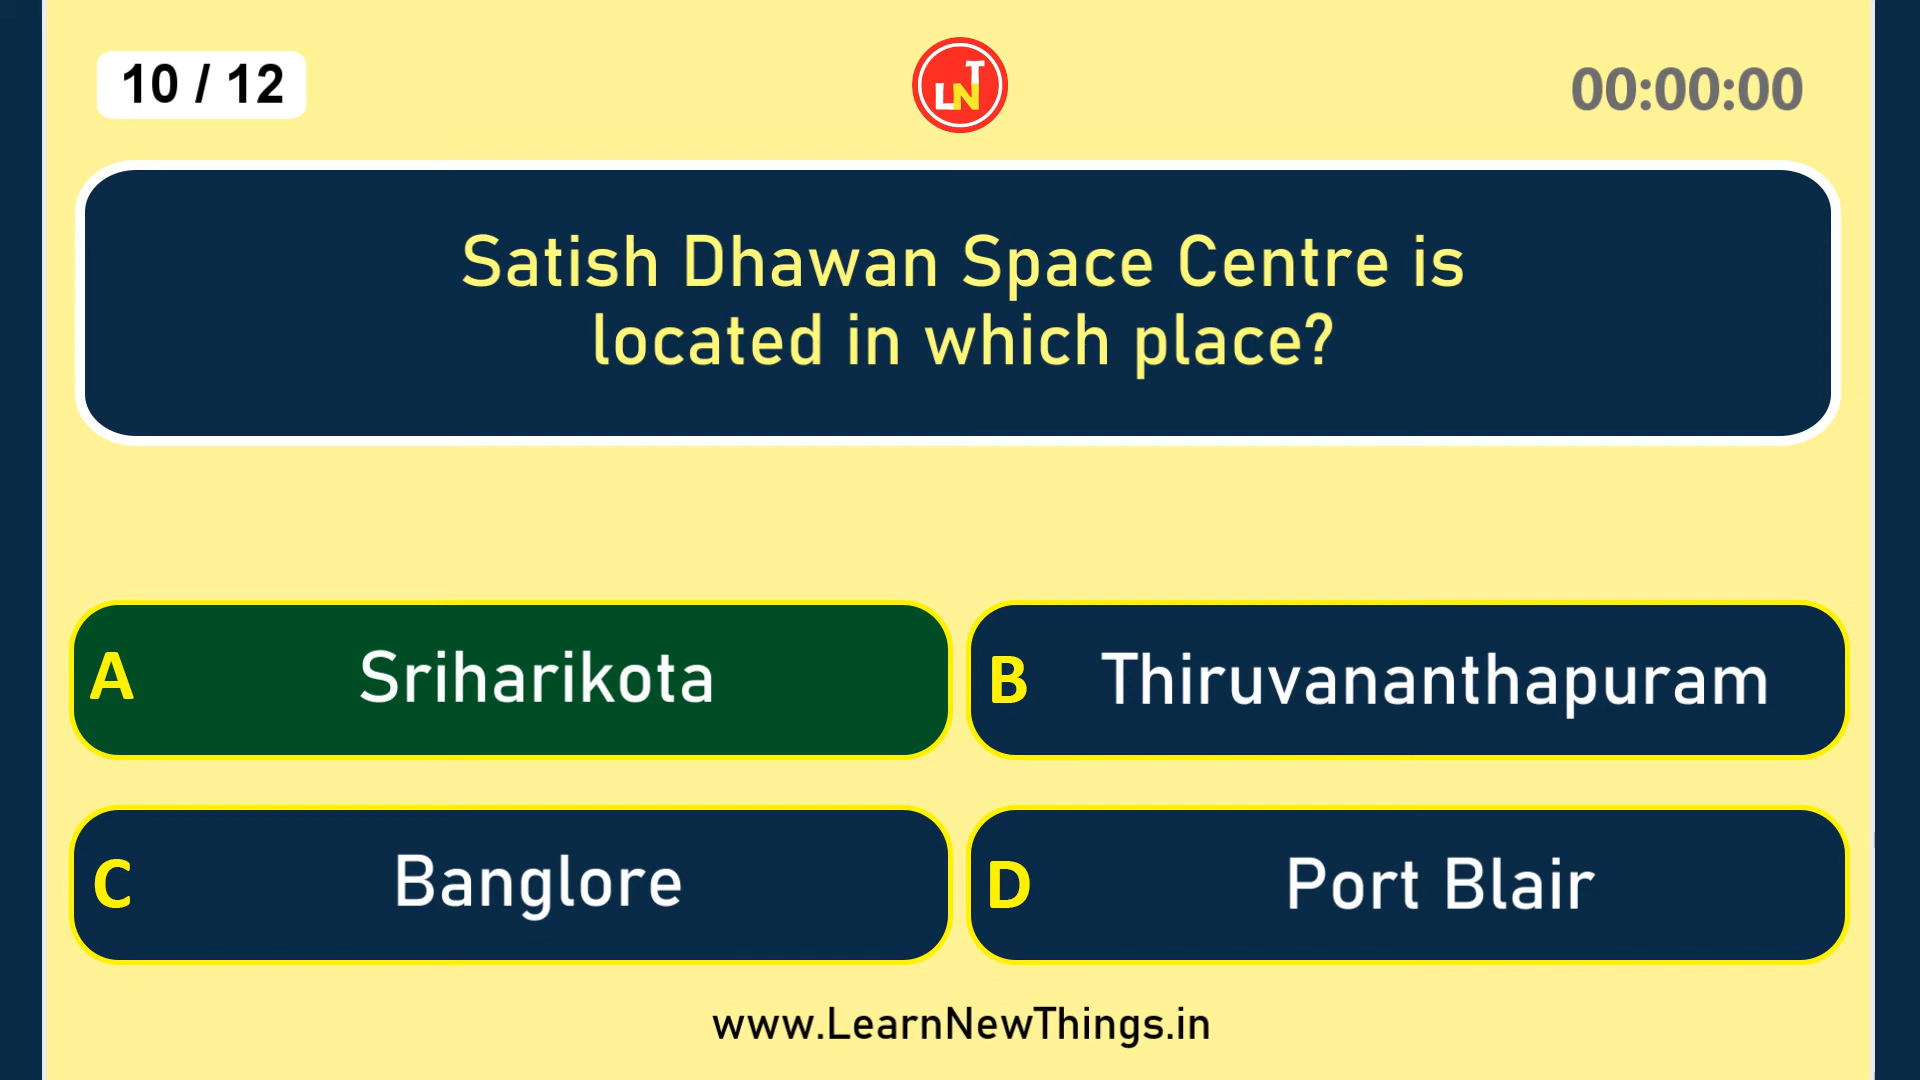 10 / 12
LNT
00:00:00
Satish Dhawan Space Centre is
located in which place?
A Sriharikota
B Thiruvananthapuram
C Banglore
D Port Blair
www.LearnNewThings.in